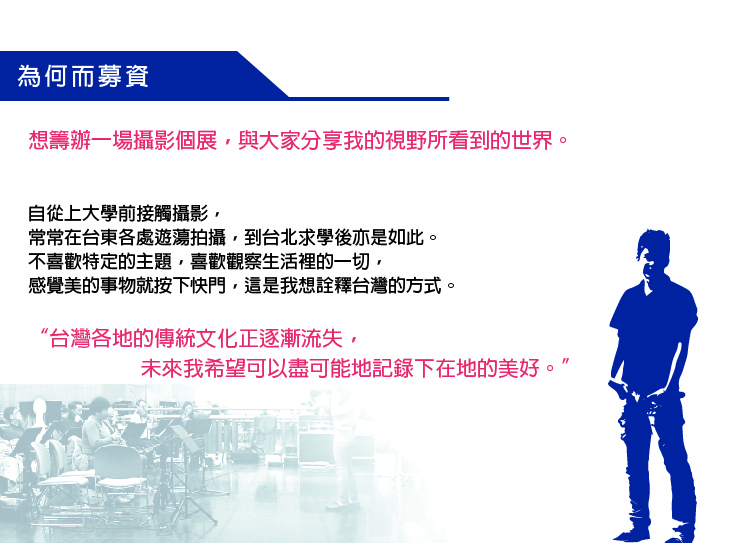 為何而募資
想籌辦一場攝影個展，與大家分享我的視野所看到的世界。
自從上大學前接觸攝影，
常常在台東各處遊蕩拍攝，到台北求學後亦是如此。
不喜歡特定的主題，喜歡觀察生活裡的一切，
感覺美的事物就按下快門，這是我想詮釋台灣的方式。
“台灣各地的傳統文化正逐漸流失，
未來我希望可以盡可能地記錄下在地的美好。”